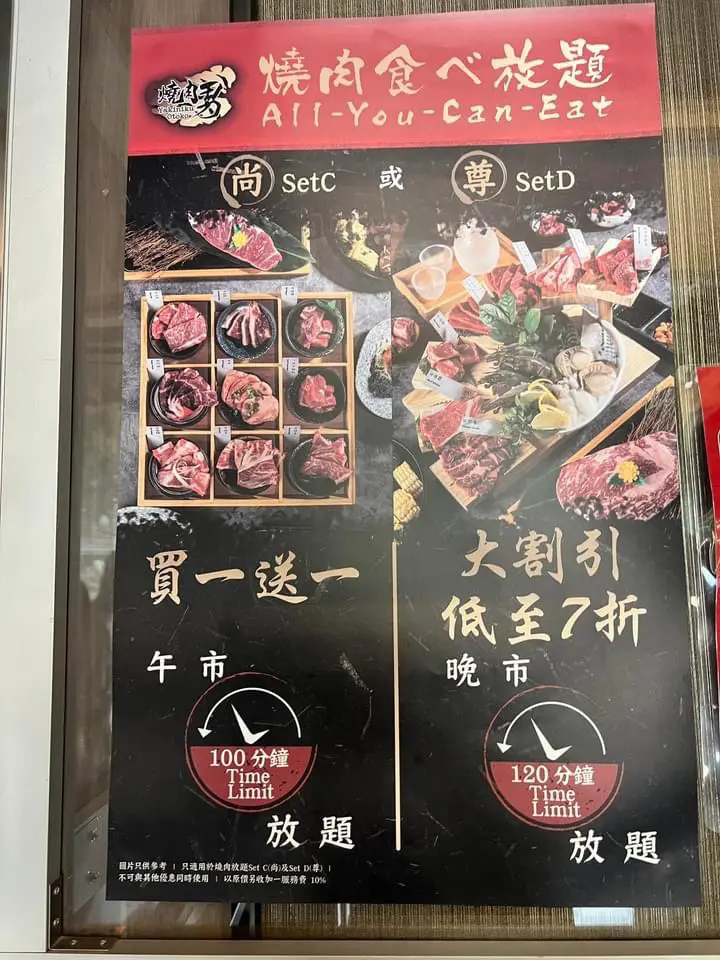 燒肉食べ放題
燒肉秀
Yakiniku
Otoko
All-You-Can-Eat
尚 SetC 或 尊 SetD
買一送一
午市
100分鐘
Time
Limit
放題
大割引
低至7折
晚市
120分鐘
Time
Limit
放題
圖片只供參考 | 只適用於燒肉放題Set C(尚)及Set D(尊) |
不可與其他優惠同時使用 | 以原價另收加一服務費 10%